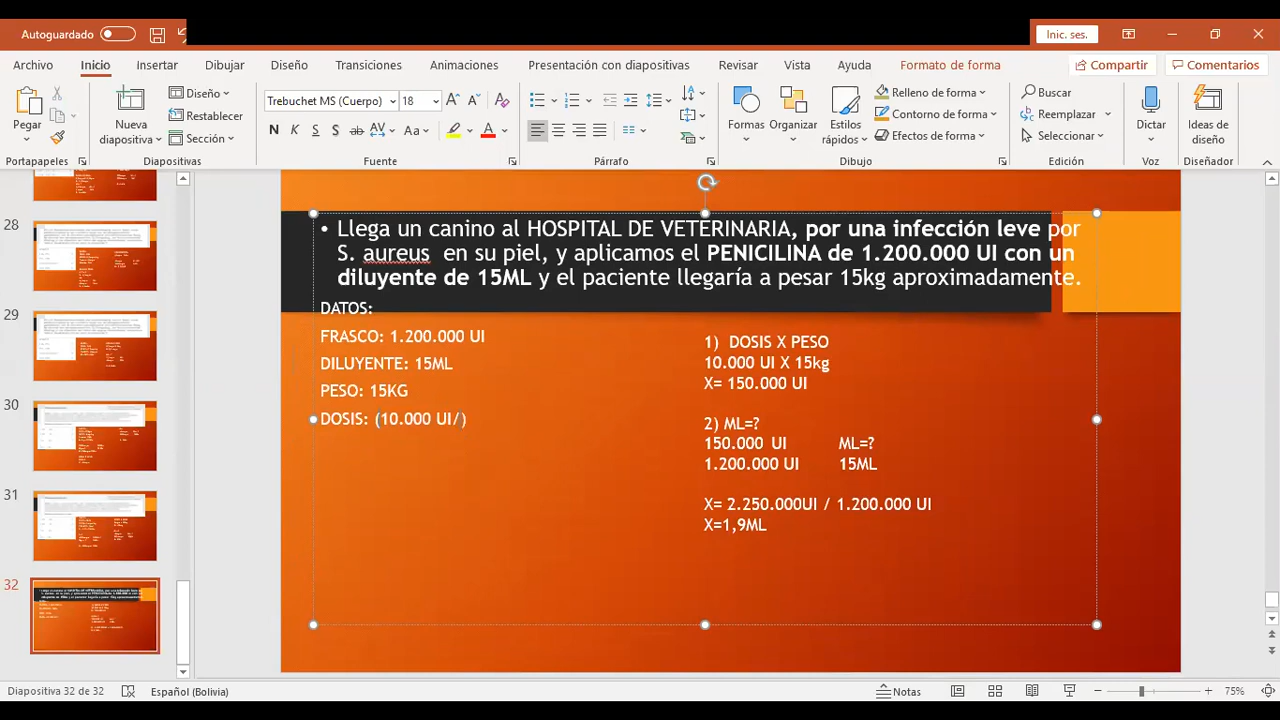 Autoguardado
Inic. ses.
Archivo Inicio Insertar Dibujar Diseño Transiciones Animaciones Presentación con diapositivas Revisar Vista Ayuda Formato de forma Compartir Comentarios
Pegar
Nueva diapositiva
Diseño
Restablecer
Sección
Trebuchet MS (Cuerpo) 18
N K S S ab AV Aa A
Formas
Organizar
Estilos rápidos
Relleno de forma
Contorno de forma
Efectos de forma
Buscar
Reemplazar
Seleccionar
Dictar
Ideas de diseño
Portapapeles Diapositivas Fuente Párrafo Dibujo Edición Voz Diseñador
28
29
30
31
32
• Llega un canino al HOSPITAL DE VETERINARIA, por una infección leve por
S. aureus en su piel, y aplicamos el PENICILINA de 1.200.000 UI con un
diluyente de 15ML y el paciente llegaría a pesar 15kg aproximadamente.
DATOS:
FRASCO: 1.200.000 UI
DILUYENTE: 15ML
PESO: 15KG
DOSIS: (10.000 UI/)
1) DOSIS X PESO
10.000 UI X 15kg
X= 150.000 UI
2) ML=?
150.000 UI ML=?
1.200.000 UI 15ML
X= 2.250.000UI / 1.200.000 UI
X=1,9ML
Diapositiva 32 de 32 Español (Bolivia) Notas 75%